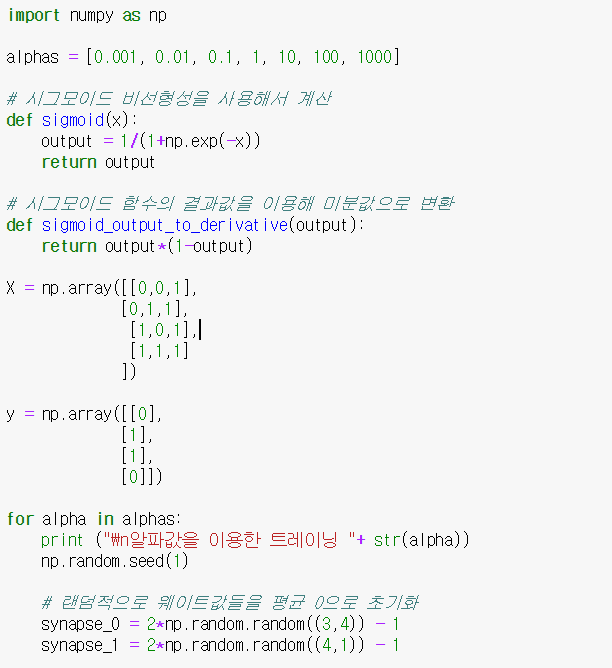 import numpy as np
alphas = [0.001, 0.01, 0.1, 1, 10, 100, 1000]
# 시그모이드 비선형성을 사용해서 계산
def sigmoid(x):
    output = 1/(1+np.exp(-x))
    return output
# 시그모이드 함수의 결과값을 이용해 미분값으로 변환
def sigmoid_output_to_derivative(output):
    return output*(1-output)
X = np.array([[0,0,1],
             [0,1,1],
              [1,0,1],
              [1,1,1]
             ])
y = np.array([[0],
             [1],
             [1],
             [0]])
for alpha in alphas:
    print ("₩n알파값을 이용한 트레이닝 "+ str(alpha))
    np.random.seed(1)
    # 랜덤적으로 웨이트값들을 평균 0으로 초기화
    synapse_0 = 2*np.random.random((3,4)) - 1
    synapse_1 = 2*np.random.random((4,1)) - 1